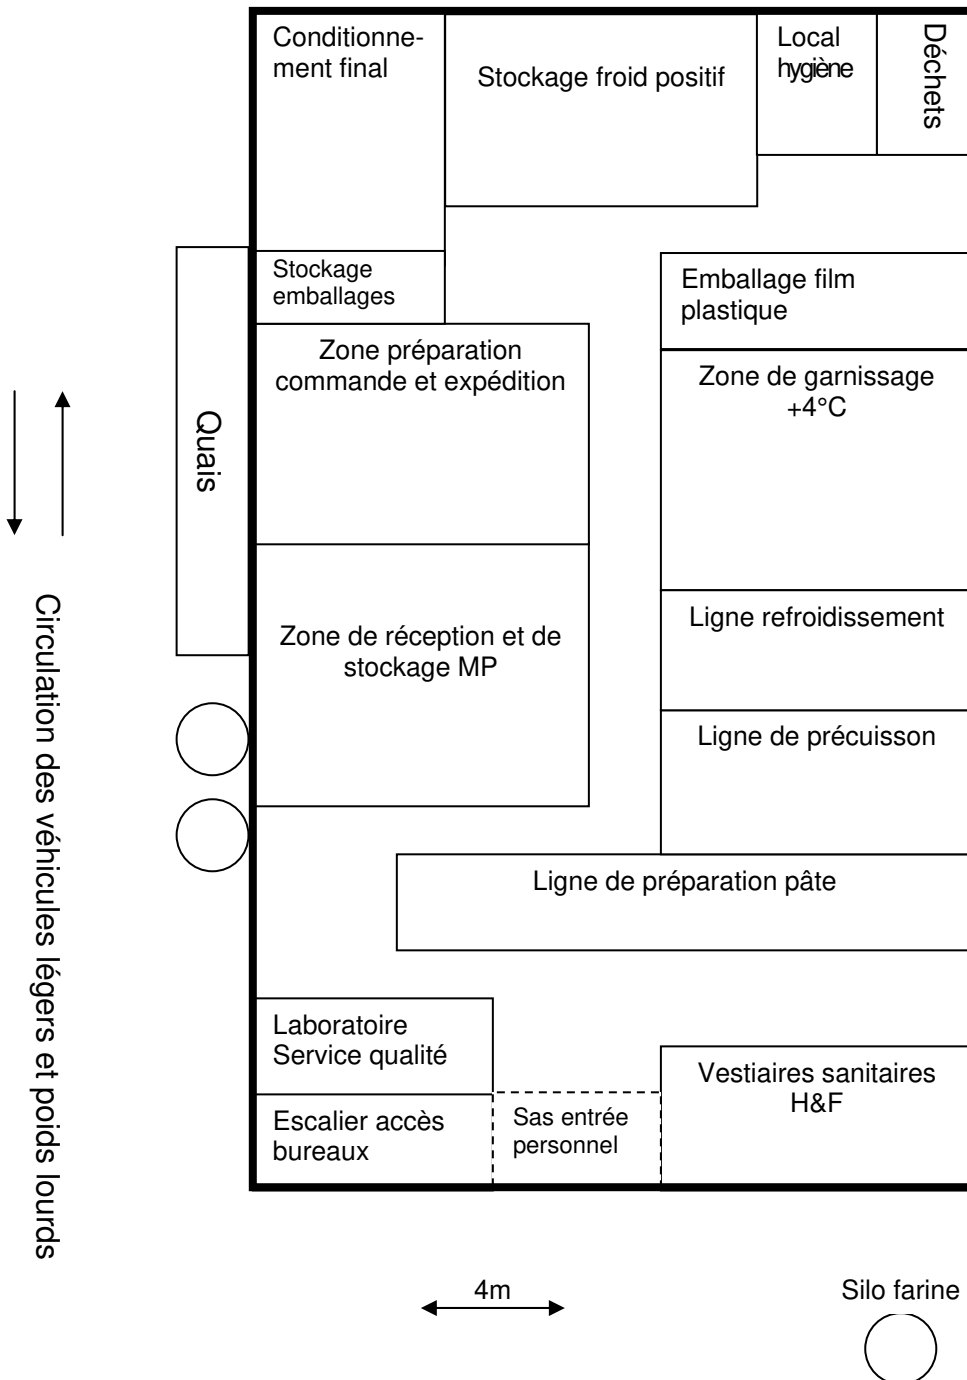 Conditionne-
ment final
Stockage froid positif
Local
hygiène
Déchets
Stockage
emballages
Emballage film
plastique
Zone préparation
commande et expédition
Zone de garnissage
+4°C
Quais
Zone de réception et de
stockage MP
Ligne refroidissement
Ligne de précuisson
Circulation des véhicules légers et poids lourds
Ligne de préparation pâte
Laboratoire
Service qualité
Vestiaires sanitaires
H&F
Escalier accès
bureaux
Sas entrée
personnel
4m
Silo farine